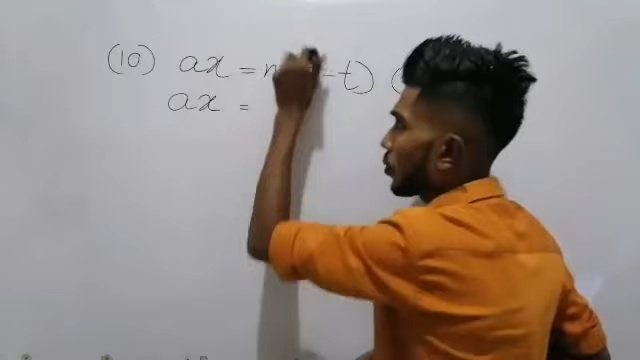 (10) ax = - t) (
ax =